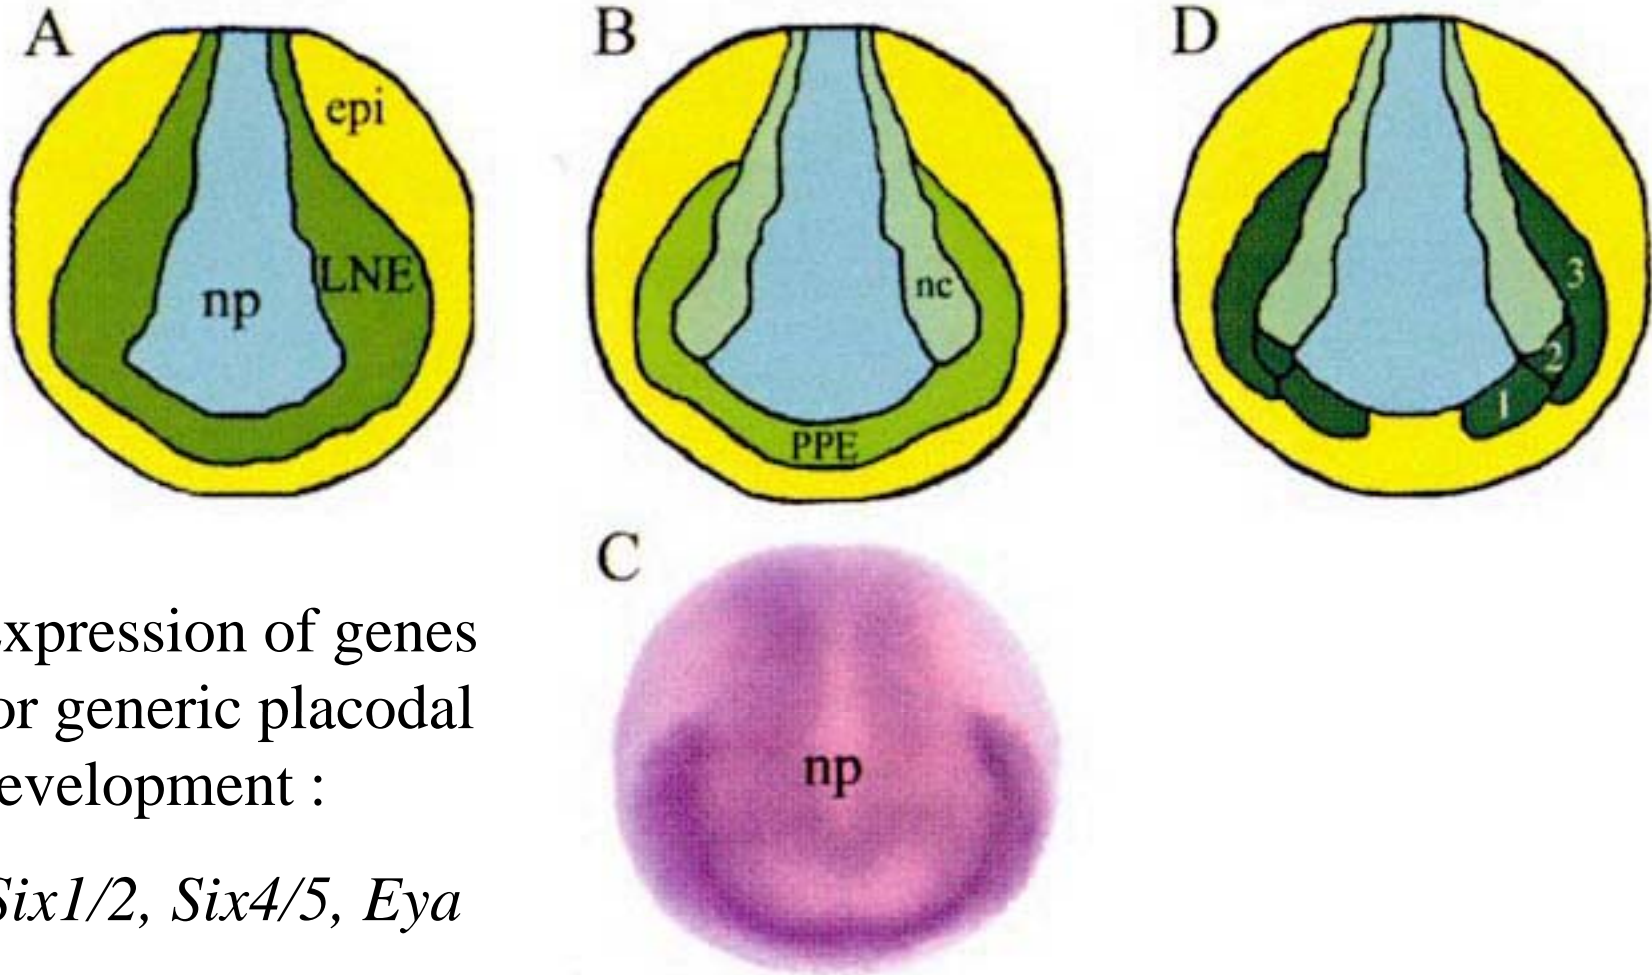 A
B
D
epi
LNE
np
nc
PPE
3
2
1
C
np
xpression of genes
or generic placodal
evelopment :
Six1/2, Six4/5, Eya